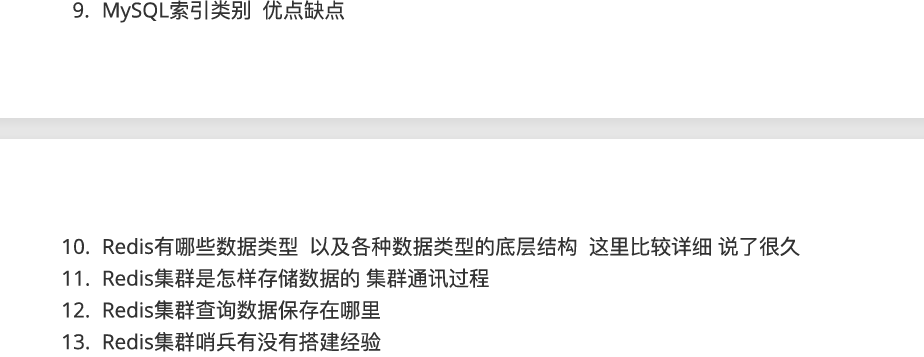 9. MySQL索引类别 优点缺点
10. Redis有哪些数据类型 以及各种数据类型的底层结构 这里比较详细 说了很久
11. Redis集群是怎样存储数据的 集群通讯过程
12. Redis集群查询数据保存在哪里
13. Redis集群哨兵有没有搭建经验